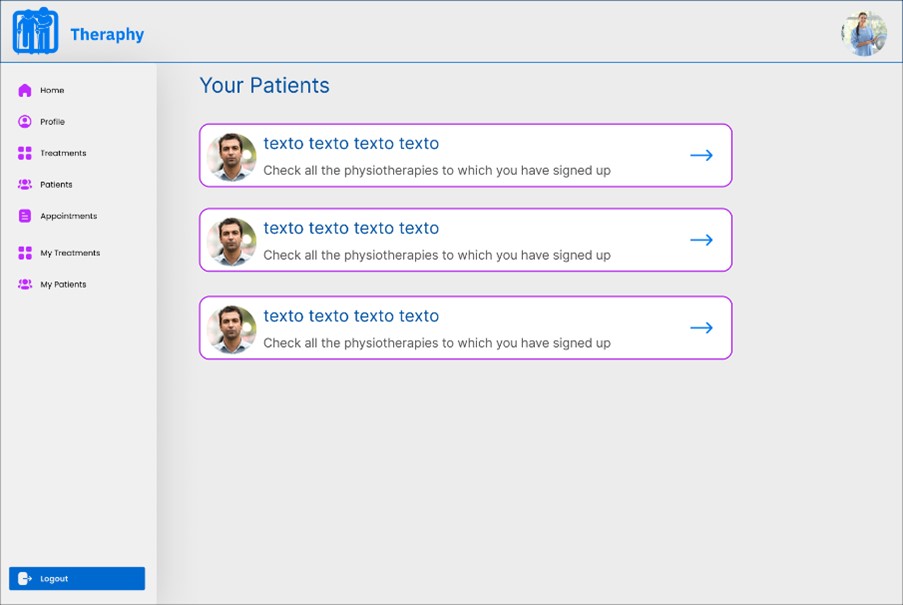 Theraphy
Home
Profile
Treatments
Patients
Appointments
My Treatments
My Patients
Logout
Your Patients
texto texto texto texto
Check all the physiotherapies to which you have signed up
texto texto texto texto
Check all the physiotherapies to which you have signed up
texto texto texto texto
Check all the physiotherapies to which you have signed up